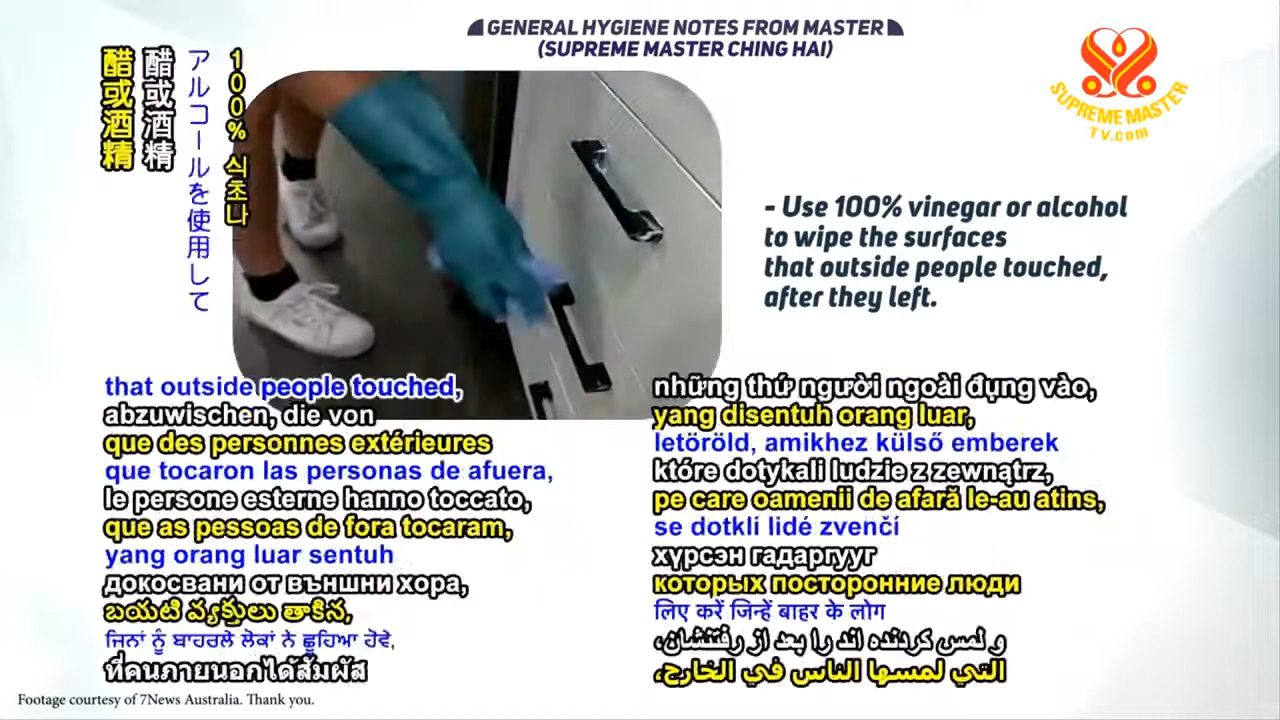 GENERAL HYGIENE NOTES FROM MASTER
(SUPREME MASTER CHING HAI)
SUPREME MASTER
TV.com
醋或酒精
醋或酒精
アルコールを使用して
100% 식초나
- Use 100% vinegar or alcohol
to wipe the surfaces
that outside people touched,
after they left.
that outside people touched,
abzuwischen, die von
que des personnes extérieures
que tocaron las personas de afuera,
le persone esterne hanno toccato,
que as pessoas de fora tocaram,
yang orang luar sentuh
докосвани от външни хора,
బయటి వ్యక్తులు తాకిన,
ਜਿਨਾਂ ਨੂੰ ਬਾਹਰਲੇ ਲੋਕਾਂ ਨੇ ਛੂਹਿਆ ਹੋਵੇ,
ที่คนภายนอกได้สัมผัส
những thứ người ngoài đụng vào,
yang disentuh orang luar,
letöröld, amikhez külső emberek
które dotykali ludzie z zewnątrz,
pe care oamenii de afară le-au atins,
se dotkli lidé zvenčí
хүрсэн гадаргууг
которых посторонние люди
लिए करें जिन्हें बाहर के लोग
و لمس کردنده اند را بعد از رفتنشان،
التي لمسها الناس في الخارج،
Footage courtesy of 7News Australia. Thank you.